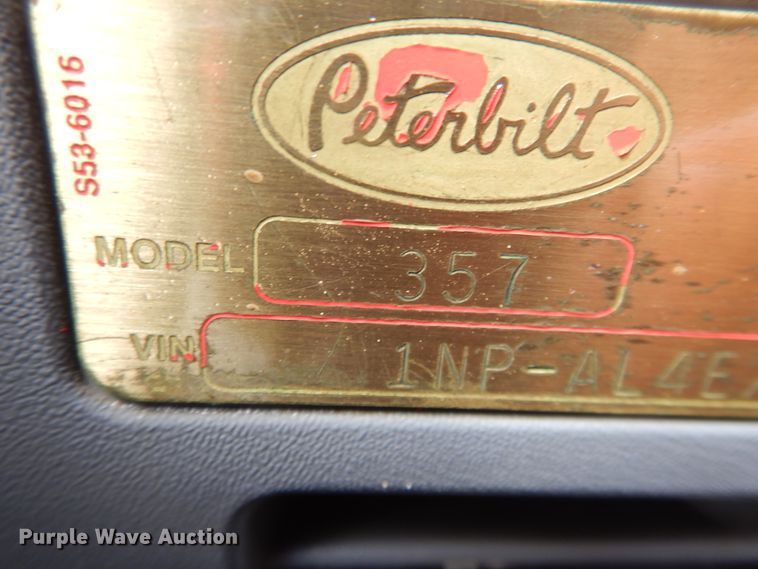 S53-6016
Peterbilt
MODEL 357
VIN 1NP-AL4E
Purple Wave Auction